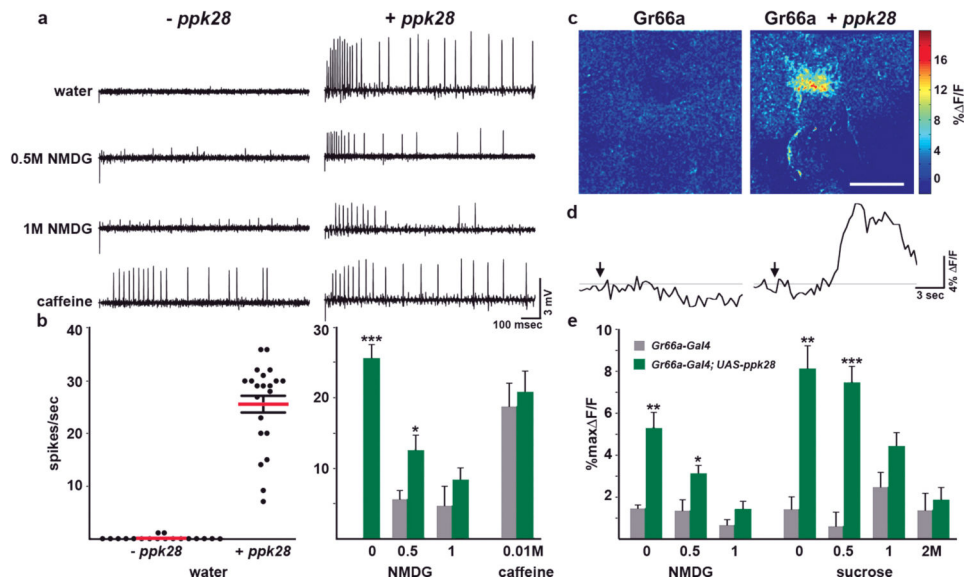 a
- ppk28
+ ppk28
water
0.5M NMDG
1M NMDG
caffeine
3 mV
100 msec
b
spikes/sec
40
30
20
10
- ppk28
+ ppk28
water
30
20
10
***
*
0
0.5
1
0.01M
NMDG
caffeine
c
Gr66a
Gr66a + ppk28
16
12
8
4
0
%ΔF/F
d
4% ΔF/F
3 sec
e
Gr66a-Gal4
Gr66a-Gal4; UAS-ppk28
%maxΔF/F
10
8
6
4
2
**
*
**
***
0
0.5
1
0
0.5
1
2M
NMDG
sucrose